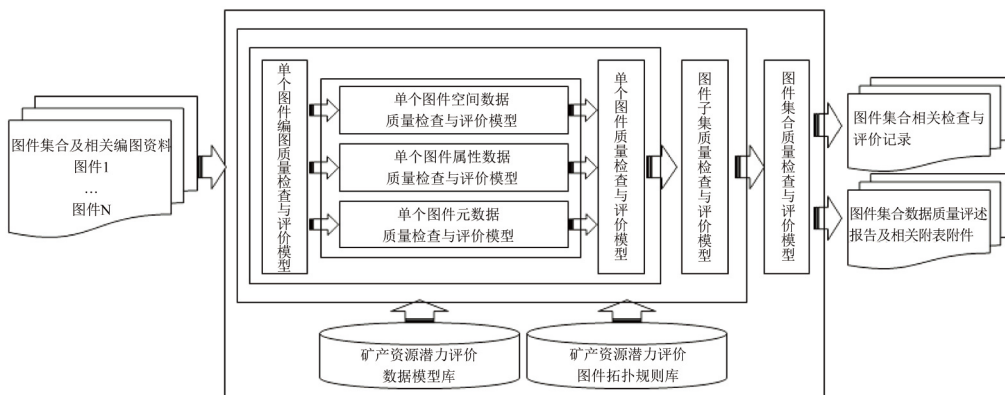 图件集合及相关编图资料
图件1
…
图件N
单个图件编图质量检查与评价模型
单个图件空间数据
质量检查与评价模型
单个图件属性数据
质量检查与评价模型
单个图件元数据
质量检查与评价模型
单个图件质量检查与评价模型
图件子集质量检查与评价模型
图件集合质量检查与评价模型
图件集合相关检查与
评价记录
图件集合数据质量评述
报告及相关附表附件
矿产资源潜力评价
数据模型库
矿产资源潜力评价
图件拓扑规则库